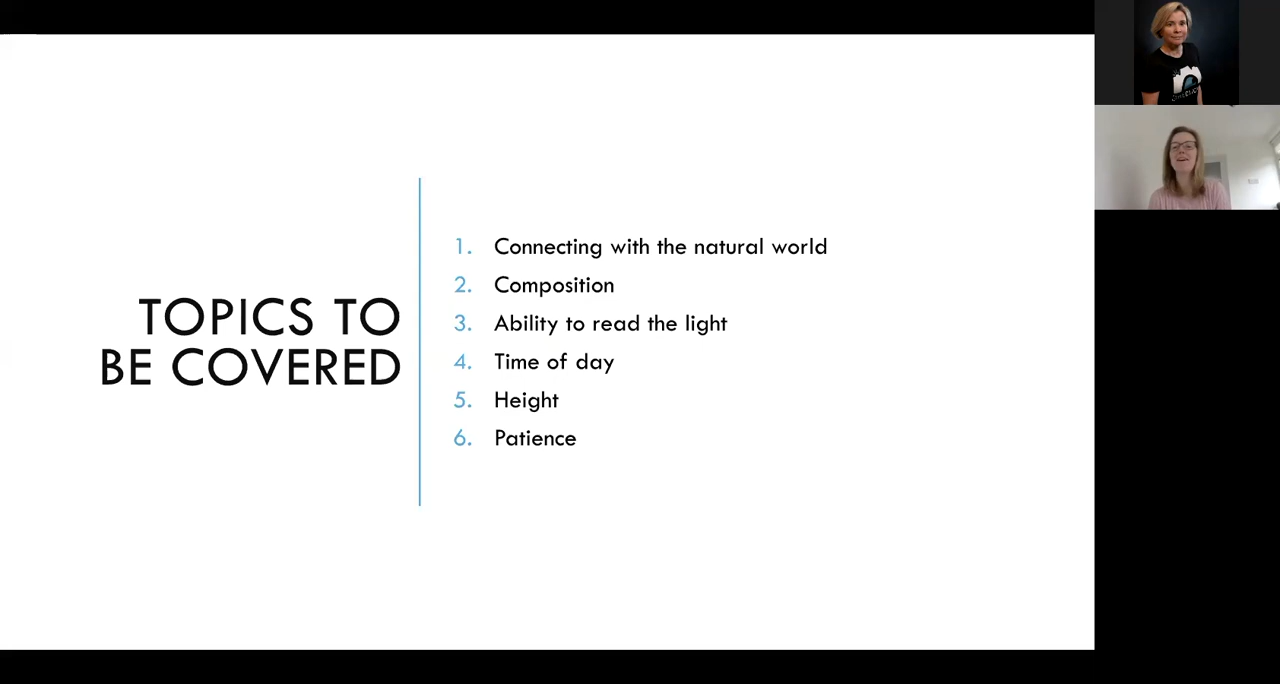 TOPICS TO
BE COVERED
1. Connecting with the natural world
2. Composition
3. Ability to read the light
4. Time of day
5. Height
6. Patience